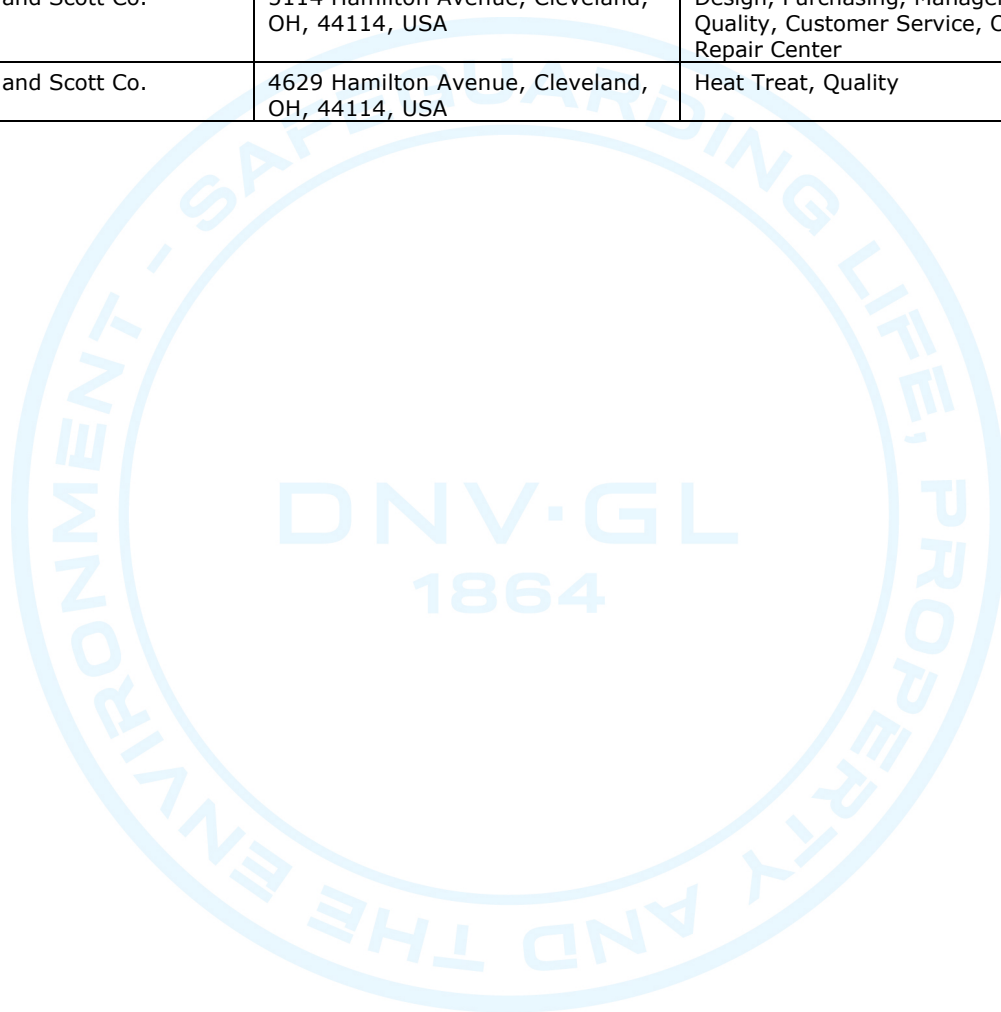 and Scott Co.
5114 Hamilton Avenue, Cleveland,
OH, 44114, USA
Design, Purchasing,
Quality, Customer Service,
Repair Center
and Scott Co.
4629 Hamilton Avenue, Cleveland,
OH, 44114, USA
Heat Treat, Quality
SAFEGUARDING LIFE, PROPERTY AND THE ENVIRONMENT -
DNV·GL
1864